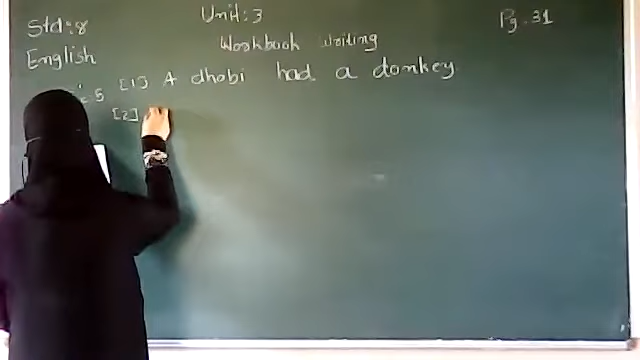 Std:8 Unit:3 Pg.31
English Workbook writing
5 [1] A dhobi had a donkey
[2]